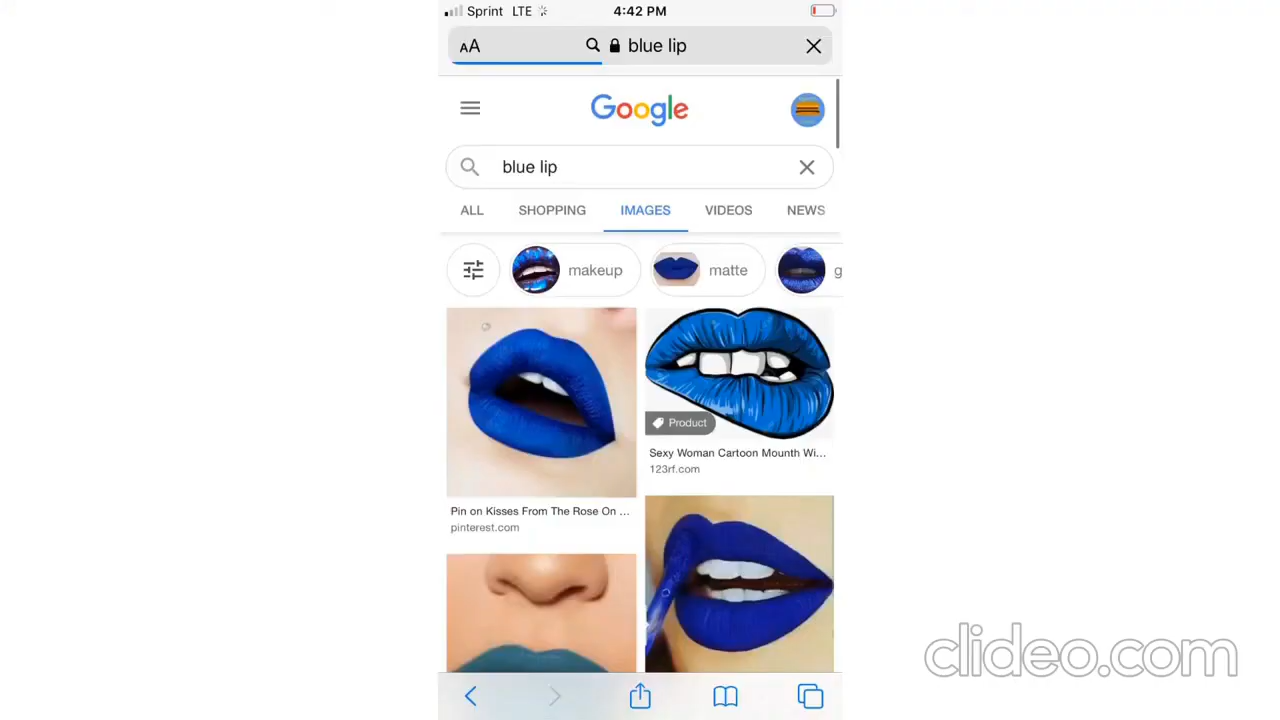 Sprint LTE 4:42 PM
AA blue lip
Google
blue lip
ALL SHOPPING IMAGES VIDEOS NEWS
makeup matte g
Product
Sexy Woman Cartoon Mounth Wi...
123rf.com
Pin on Kisses From The Rose On ...
pinterest.com
clideo.com